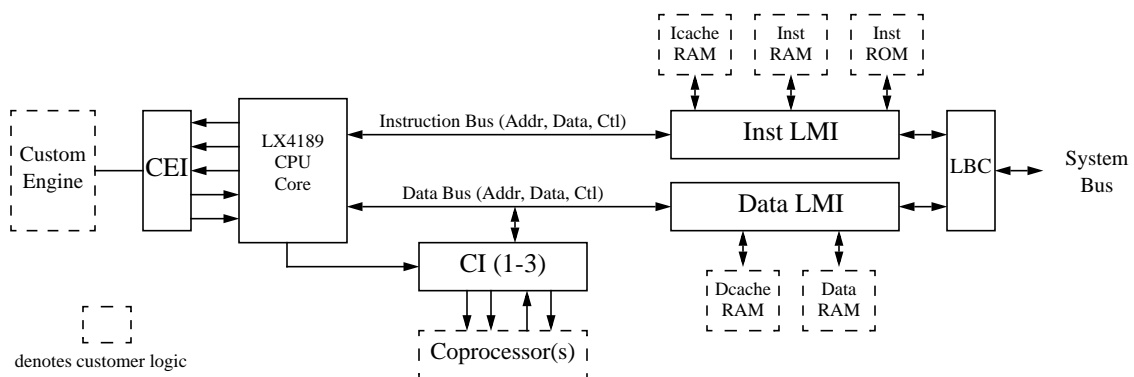 Icache
RAM
Inst
RAM
Inst
ROM
Custom
Engine
CEI
LX4189
CPU
Core
Instruction Bus (Addr, Data, Ctl)
Inst LMI
LBC
System
Bus
Data Bus (Addr, Data, Ctl)
Data LMI
CI (1-3)
Dcache
RAM
Data
RAM
Coprocessor(s)
denotes customer logic